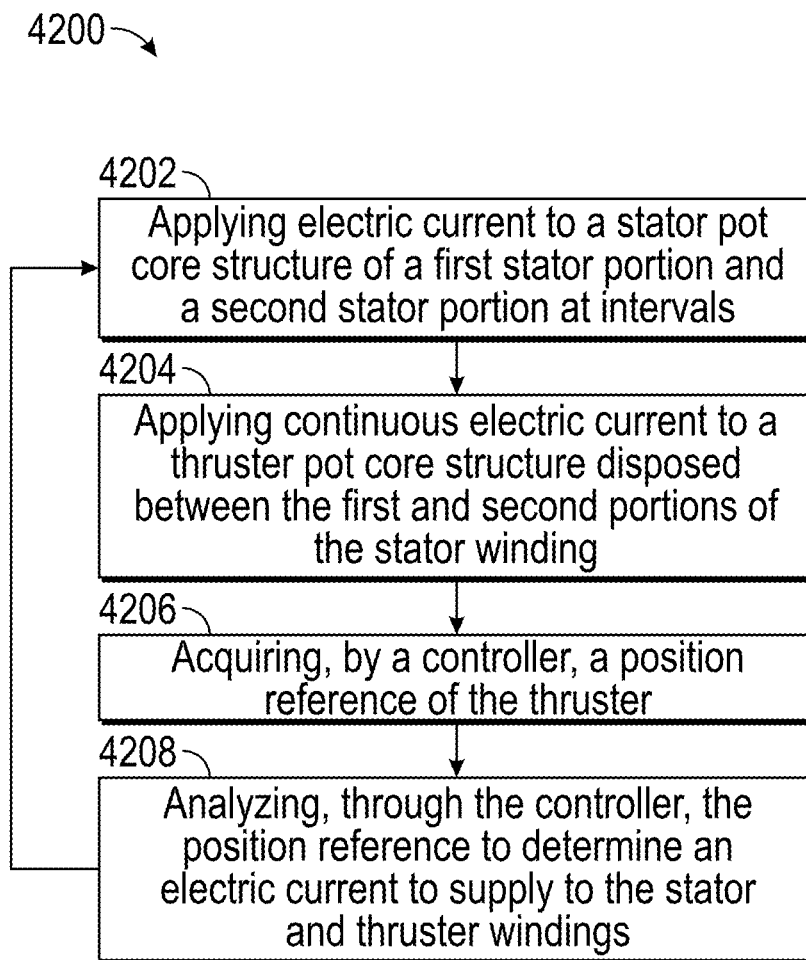 4200
4202
Applying electric current to a stator pot
core structure of a first stator portion and
a second stator portion at intervals
4204
Applying continuous electric current to a
thruster pot core structure disposed
between the first and second portions of
the stator winding
4206
Acquiring, by a controller, a position
reference of the thruster
4208
Analyzing, through the controller, the
position reference to determine an
electric current to supply to the stator
and thruster windings